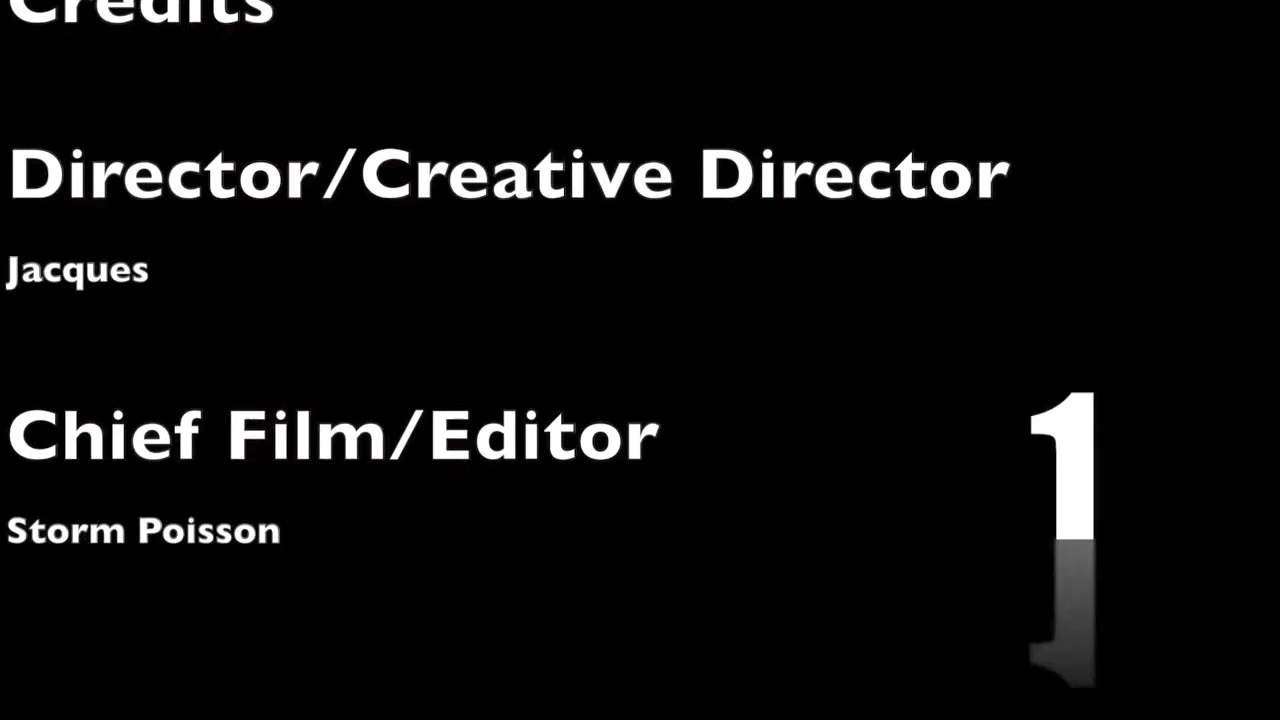 Credits
Director/Creative Director
Jacques
Chief Film/Editor
1
Storm Poisson